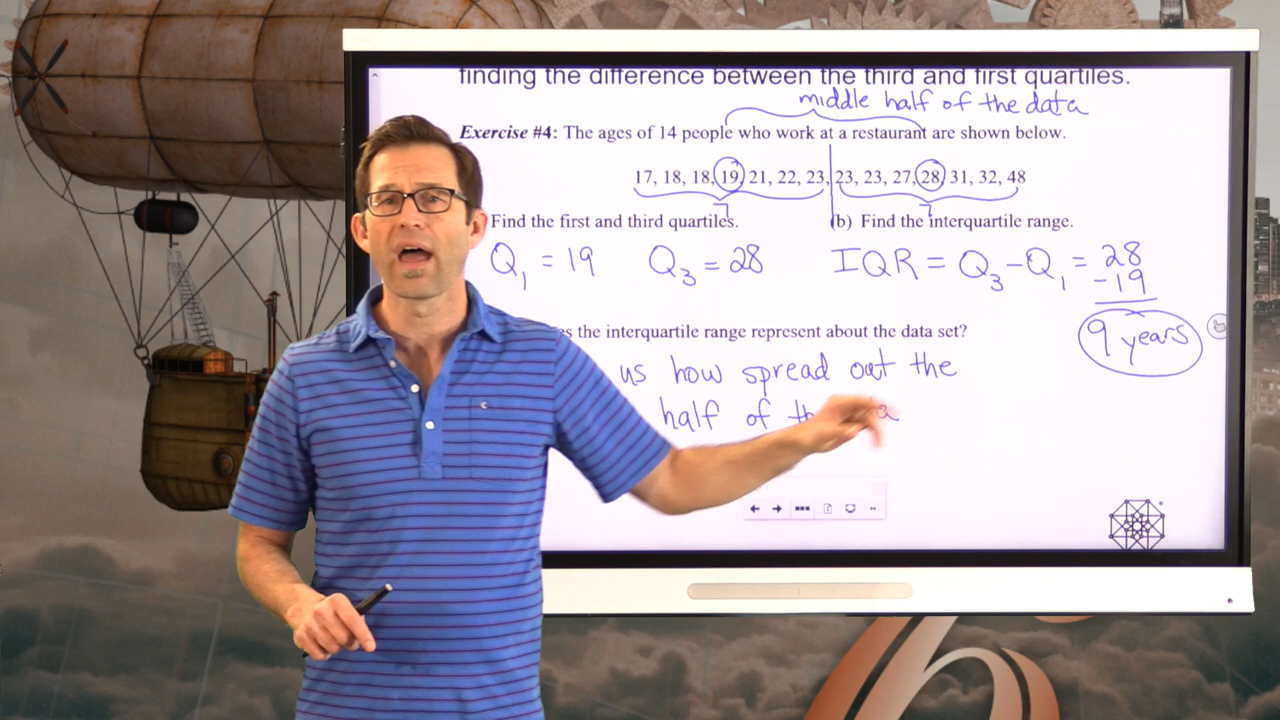 finding the difference between the third and first quartiles.
middle half of the data
Exercise #4: The ages of 14 people who work at a restaurant are shown below.
17, 18, 18, 19, 21, 22, 23, 23, 23, 27, 28, 31, 32, 48
7 7
Find the first and third quartiles. (b) Find the interquartile range.
Q₁ = 19 Q₃ = 28 IQR = Q₃ - Q₁ = 28
-19
9 years
the interquartile range represent about the data set?
us how spread out the
half of